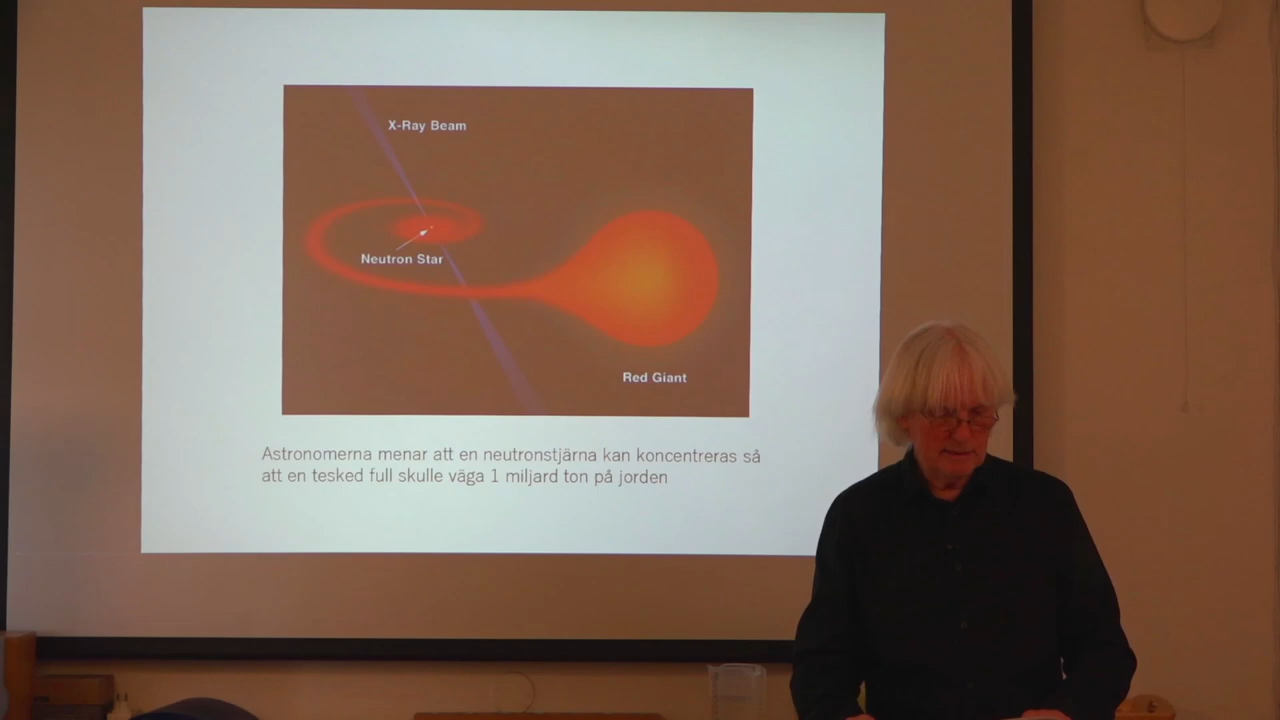 X-Ray Beam
Neutron Star
Red Giant
Astronomerna menar att en neutronstjärna kan koncentreras så
att en tesked full skulle väga 1 miljard ton på jorden